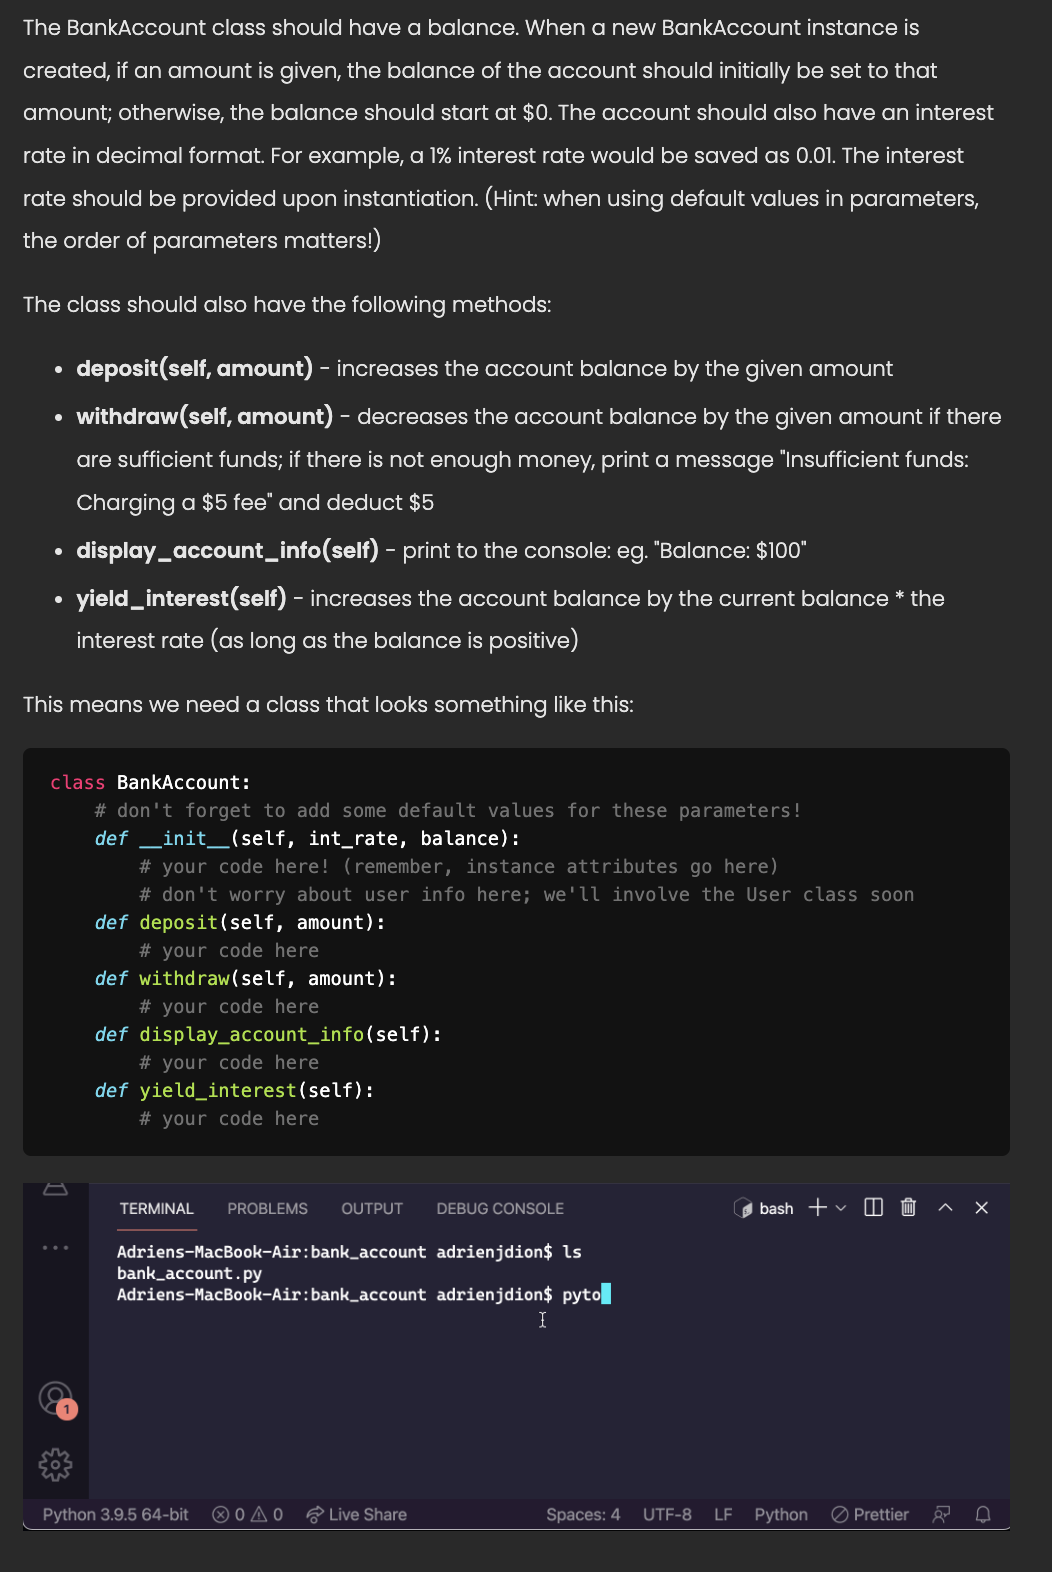 The BankAccount class should have a balance. When a new BankAccount instance is
created, if an amount is given, the balance of the account should initially be set to that
amount; otherwise, the balance should start at $0. The account should also have an interest
rate in decimal format. For example, a 1% interest rate would be saved as 0.01. The interest
rate should be provided upon instantiation. (Hint: when using default values in parameters,
the order of parameters matters!)
The class should also have the following methods:
• deposit(self, amount) - increases the account balance by the given amount
• withdraw(self, amount) - decreases the account balance by the given amount if there
are sufficient funds; if there is not enough money, print a message "Insufficient funds:
Charging a $5 fee" and deduct $5
• display_account_info(self) - print to the console: eg. "Balance: $100"
• yield_interest(self) - increases the account balance by the current balance * the
interest rate (as long as the balance is positive)
This means we need a class that looks something like this:
class BankAccount:
    # don't forget to add some default values for these parameters!
    def __init__(self, int_rate, balance):
        # your code here! (remember, instance attributes go here)
        # don't worry about user info here; we'll involve the User class soon
    def deposit(self, amount):
        # your code here
    def withdraw(self, amount):
        # your code here
    def display_account_info(self):
        # your code here
    def yield_interest(self):
        # your code here
TERMINAL PROBLEMS OUTPUT DEBUG CONSOLE bash
Adriens-MacBook-Air:bank_account adrienjdion$ ls
bank_account.py
Adriens-MacBook-Air:bank_account adrienjdion$ pyto
1
Python 3.9.5 64-bit 0 0 Live Share Spaces: 4 UTF-8 LF Python Prettier